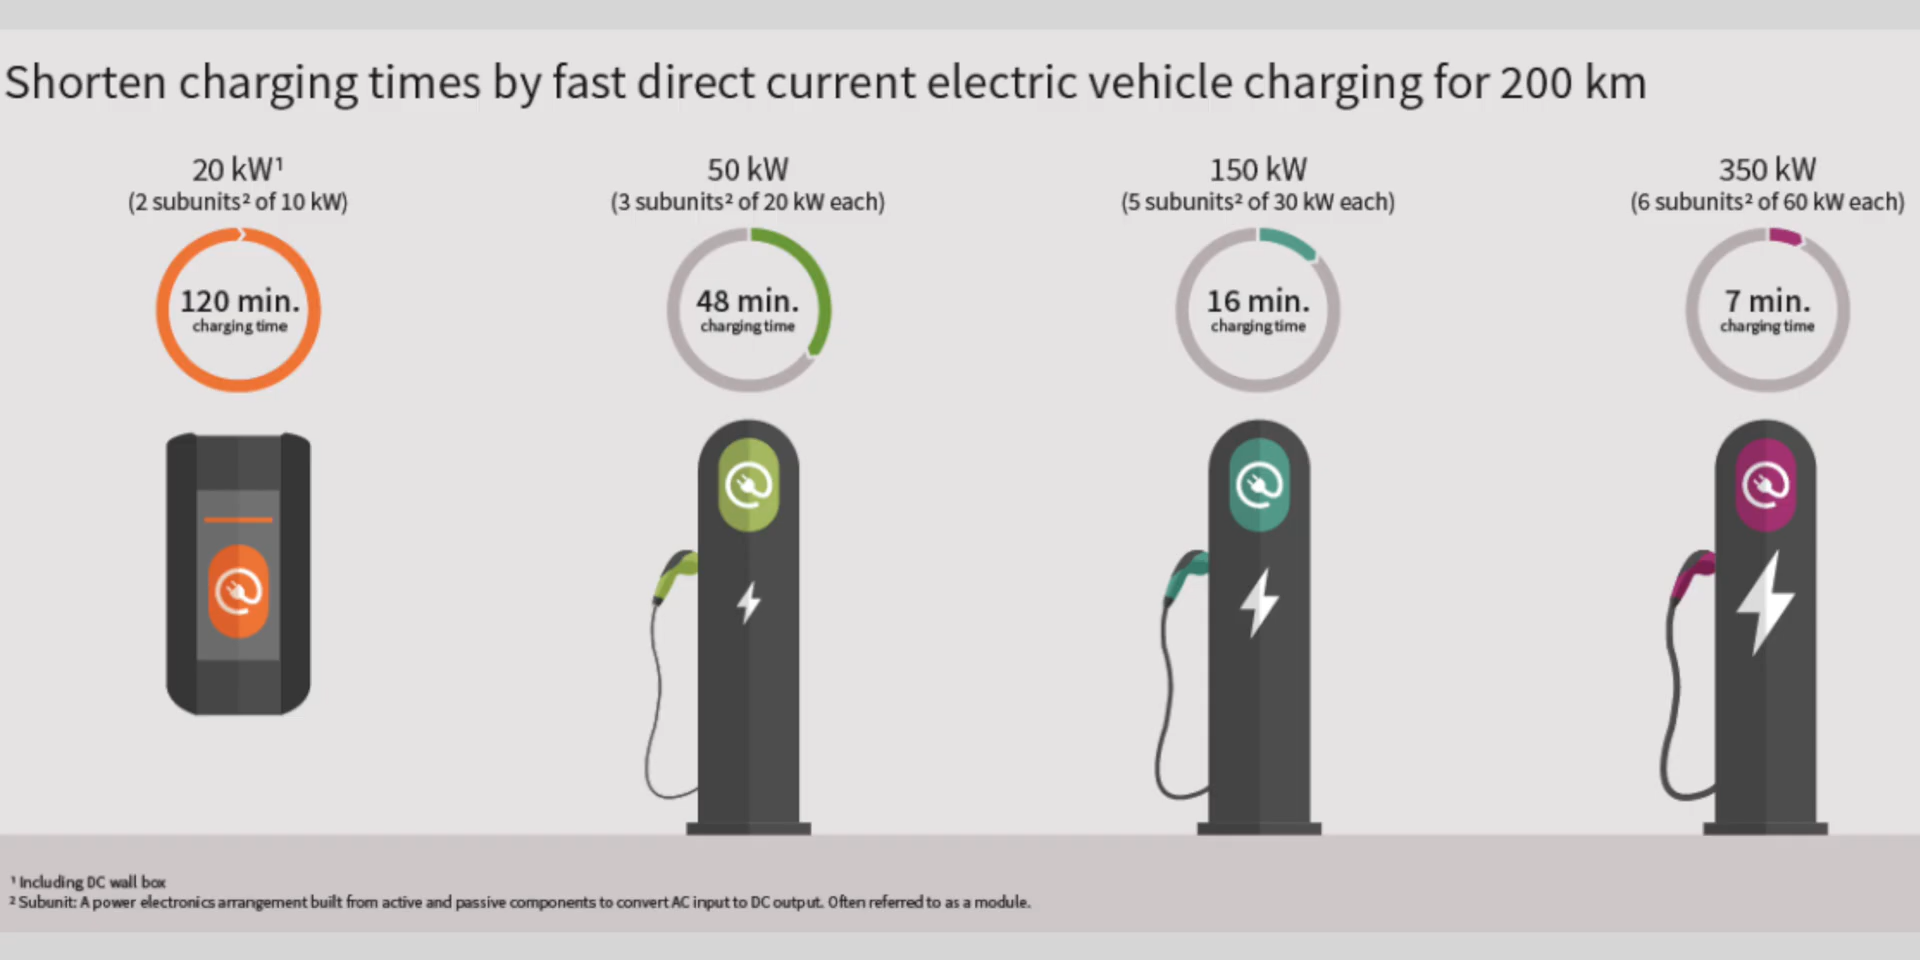 Shorten charging times by fast direct current electric vehicle charging for 200 km
20 kW¹
(2 subunits² of 10 kW)
120 min.
charging time
50 kW
(3 subunits² of 20 kW each)
48 min.
charging time
150 kW
(5 subunits² of 30 kW each)
16 min.
charging time
350 kW
(6 subunits² of 60 kW each)
7 min.
charging time
¹ Including DC wall box
² Subunit: A power electronics arrangement built from active and passive components to convert AC input to DC output. Often referred to as a module.